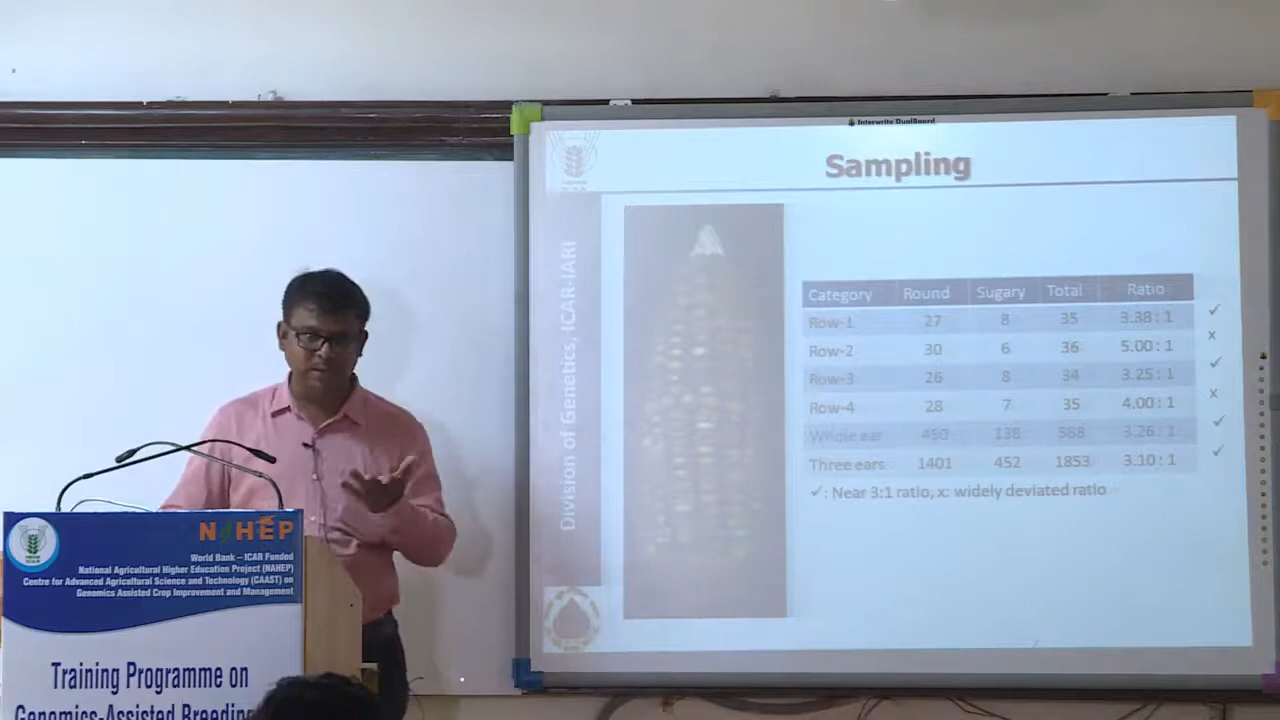 Interwrite DualBoard
Sampling
Division of Genetics, ICAR-IARI
Category Round Sugary Total Ratio
Row-1 27 8 35 3.38 : 1 ✓
Row-2 30 6 36 5.00 : 1 x
Row-3 26 8 34 3.25 : 1 ✓
Row-4 28 7 35 4.00 : 1 x
Whole ear 450 138 588 3.26 : 1 ✓
Three ears 1401 452 1853 3.10 : 1 ✓
✓: Near 3:1 ratio, x: widely deviated ratio
NAHEP
World Bank – ICAR Funded
National Agricultural Higher Education Project (NAHEP)
Centre for Advanced Agricultural Science and Technology (CAAST) on
Genomics Assisted Crop Improvement and Management
Training Programme on
Genomics-Assisted